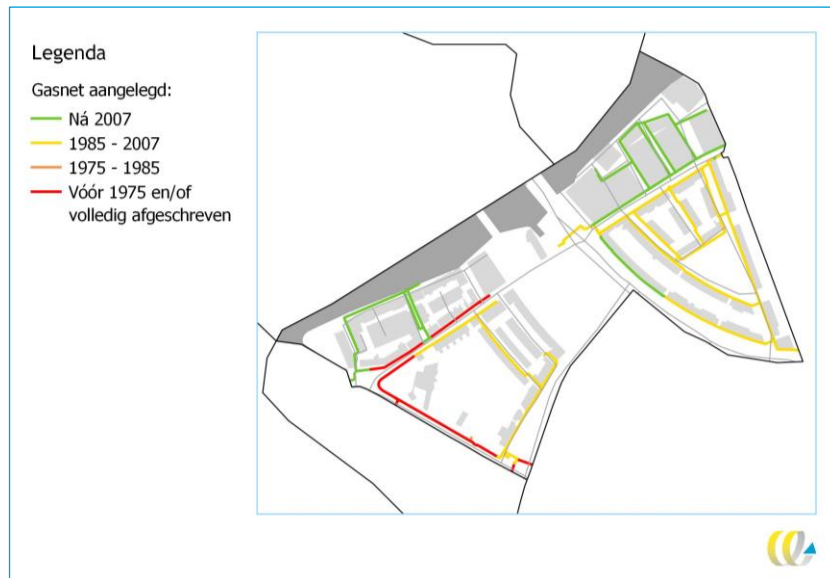 Legenda
Gasnet aangelegd:
Ná 2007
1985 - 2007
1975 - 1985
Vóór 1975 en/of
volledig afgeschreven